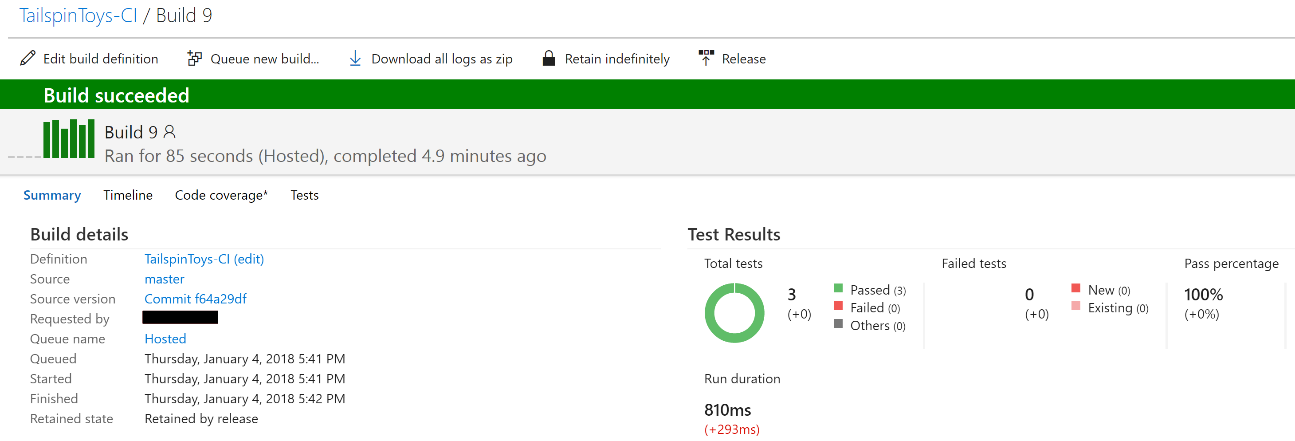 TailspinToys-CI / Build 9
Edit build definition Queue new build... Download all logs as zip Retain indefinitely Release
Build succeeded
Build 9
Ran for 85 seconds (Hosted), completed 4.9 minutes ago
Summary Timeline Code coverage* Tests
Build details
Definition TailspinToys-CI (edit)
Source master
Source version Commit f64a29df
Requested by
Queue name Hosted
Queued Thursday, January 4, 2018 5:41 PM
Started Thursday, January 4, 2018 5:41 PM
Finished Thursday, January 4, 2018 5:42 PM
Retained state Retained by release
Test Results
Total tests
3
(+0)
Passed (3)
Failed (0)
Others (0)
Failed tests
0
(+0)
New (0)
Existing (0)
Pass percentage
100%
(+0%)
Run duration
810ms
(+293ms)